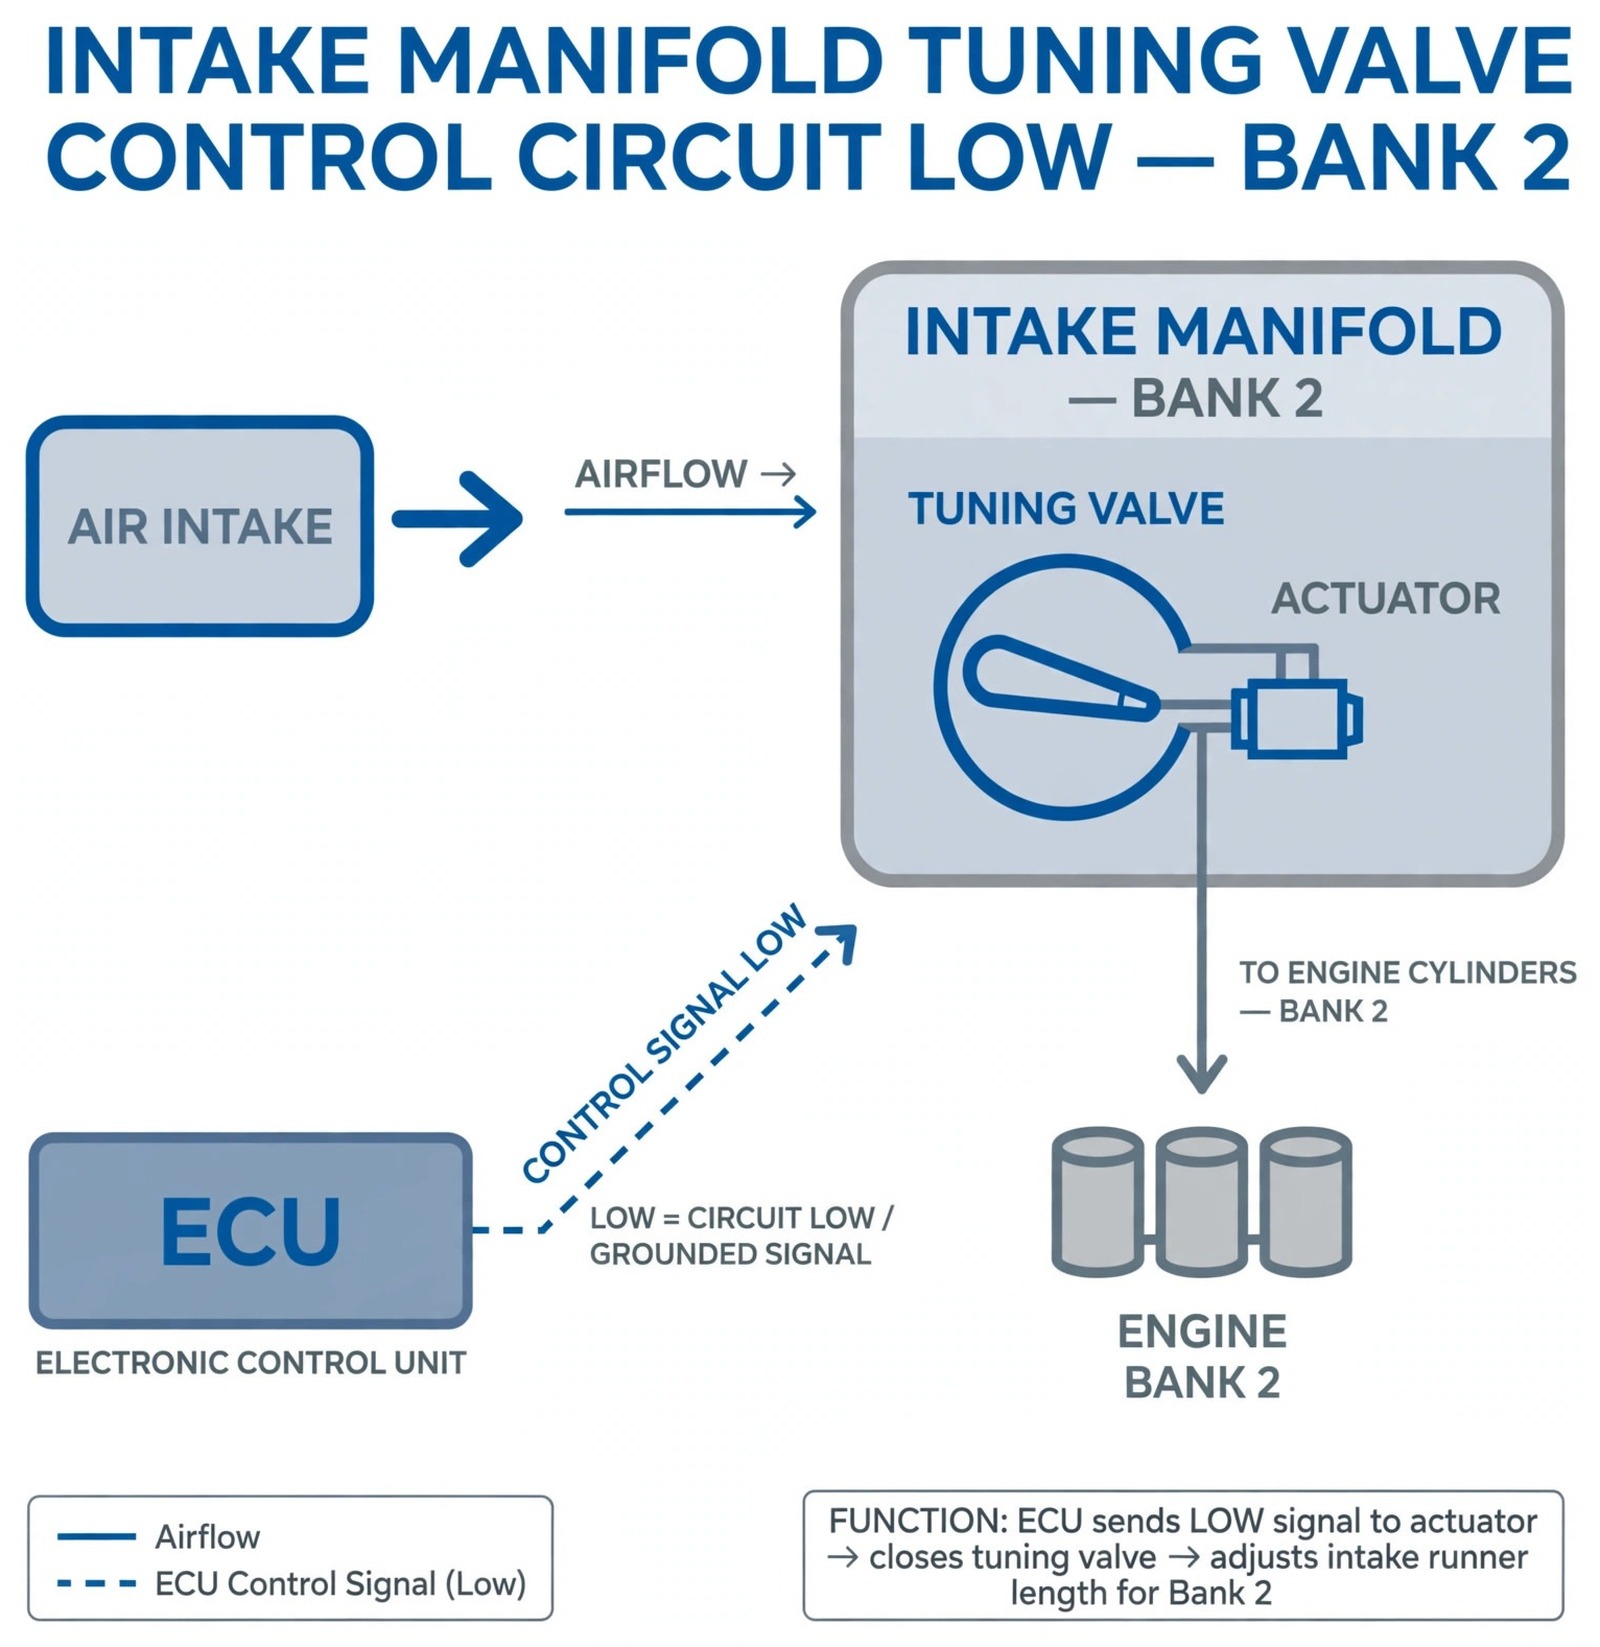 INTAKE MANIFOLD TUNING VALVE
CONTROL CIRCUIT LOW — BANK 2
INTAKE MANIFOLD
— BANK 2
AIR INTAKE
AIRFLOW →
TUNING VALVE
ACTUATOR
CONTROL SIGNAL LOW
TO ENGINE CYLINDERS
— BANK 2
ECU
LOW = CIRCUIT LOW /
GROUNDED SIGNAL
ELECTRONIC CONTROL UNIT
ENGINE
BANK 2
Airflow
ECU Control Signal (Low)
FUNCTION: ECU sends LOW signal to actuator
→ closes tuning valve → adjusts intake runner
length for Bank 2